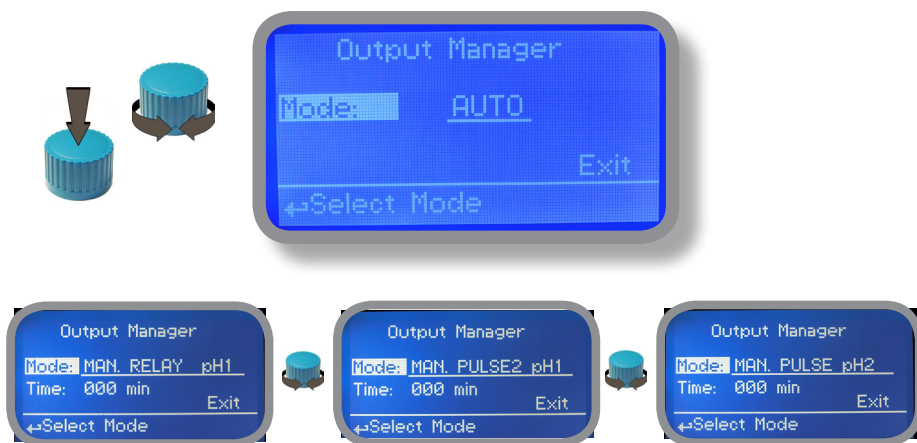 Output Manager
Mode: AUTO
Exit
↵Select Mode
Output Manager
Mode: MAN. RELAY pH1
Time: 000 min
Exit
↵Select Mode
Output Manager
Mode: MAN. PULSE2 pH1
Time: 000 min
Exit
↵Select Mode
Output Manager
Mode: MAN. PULSE pH2
Time: 000 min
Exit
↵Select Mode